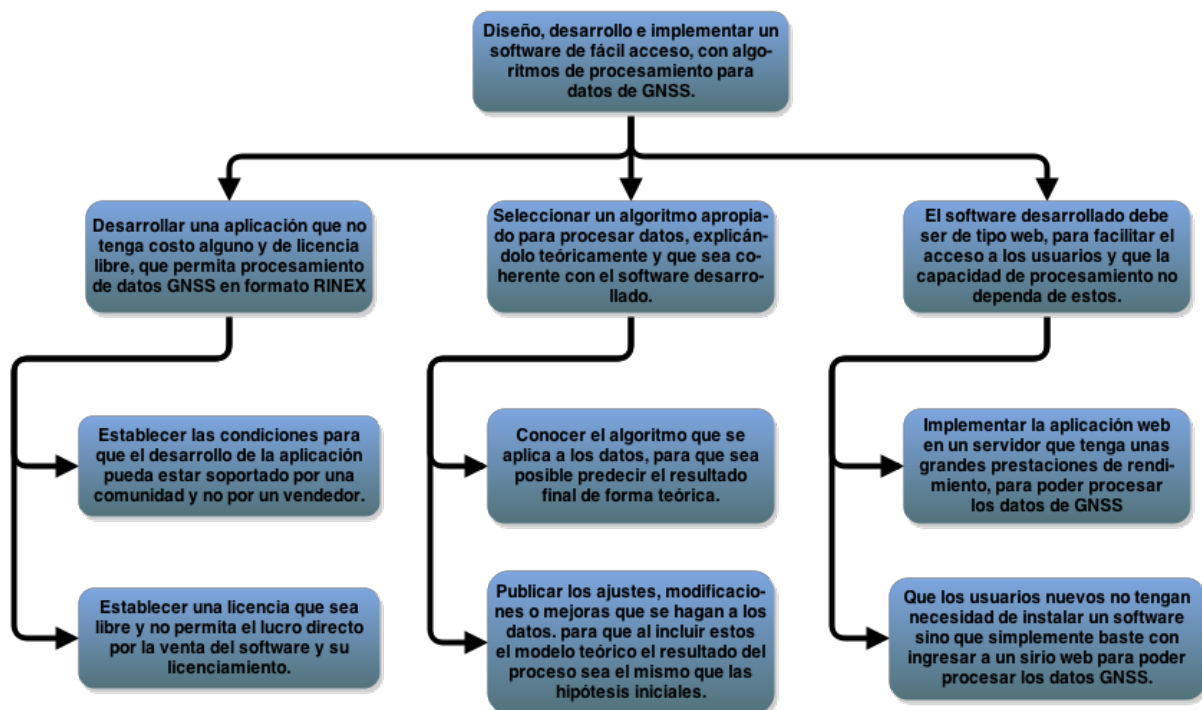 Diseño, desarrollo e implementar un
software de fácil acceso, con algo-
ritmos de procesamiento para
datos de GNSS.
Desarrollar una aplicación que no
tenga costo alguno y de licencia
libre, que permita procesamiento
de datos GNSS en formato RINEX
Seleccionar un algoritmo apropia-
do para procesar datos, explicán-
dolo teóricamente y que sea co-
herente con el software desarro-
llado.
El software desarrollado debe
ser de tipo web, para facilitar el
acceso a los usuarios y que la
capacidad de procesamiento no
dependa de estos.
Establecer las condiciones para
que el desarrollo de la aplicación
pueda estar soportado por una
comunidad y no por un vendedor.
Conocer el algoritmo que se
aplica a los datos, para que sea
posible predecir el resultado
final de forma teórica.
Implementar la aplicación web
en un servidor que tenga unas
grandes prestaciones de rendi-
miento, para poder procesar
los datos de GNSS
Establecer una licencia que sea
libre y no permita el lucro directo
por la venta del software y su
licenciamiento.
Publicar los ajustes, modificacio-
nes o mejoras que se hagan a los
datos. para que al incluir estos
el modelo teórico el resultado del
proceso sea el mismo que las
hipótesis iniciales.
Que los usuarios nuevos no tengan
necesidad de instalar un software
sino que simplemente baste con
ingresar a un sirio web para poder
procesar los datos GNSS.